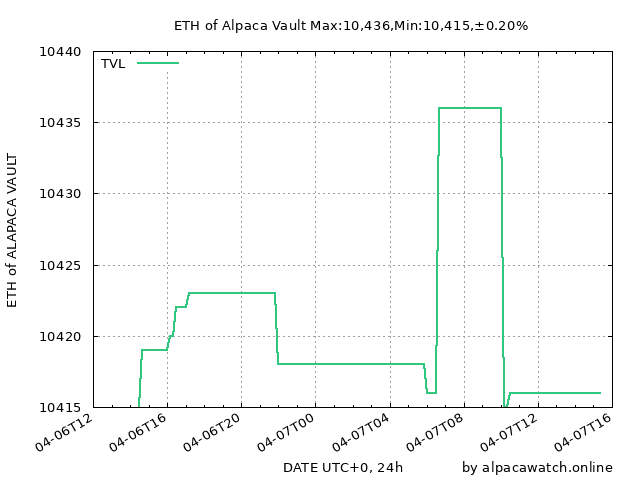 ETH of Alpaca Vault Max:10,436,Min:10,415,±0.20%
TVL
10440
10435
10430
10425
10420
10415
ETH of ALAPACA VAULT
04-06T12
04-06T16
04-06T20
04-07T00
04-07T04
04-07T08
04-07T12
04-07T16
DATE UTC+0, 24h
by alpacawatch.online